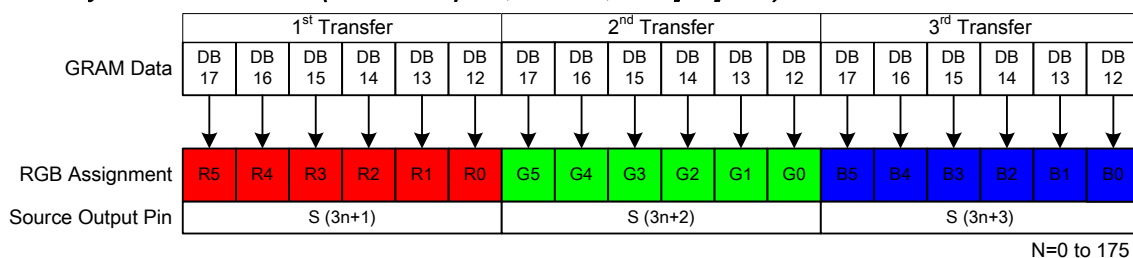 1st Transfer 2nd Transfer 3rd Transfer
GRAM Data DB 17 DB 16 DB 15 DB 14 DB 13 DB 12 DB 17 DB 16 DB 15 DB 14 DB 13 DB 12 DB 17 DB 16 DB 15 DB 14 DB 13 DB 12
RGB Assignment R5 R4 R3 R2 R1 R0 G5 G4 G3 G2 G1 G0 B5 B4 B3 B2 B1 B0
Source Output Pin S (3n+1) S (3n+2) S (3n+3)
N=0 to 175